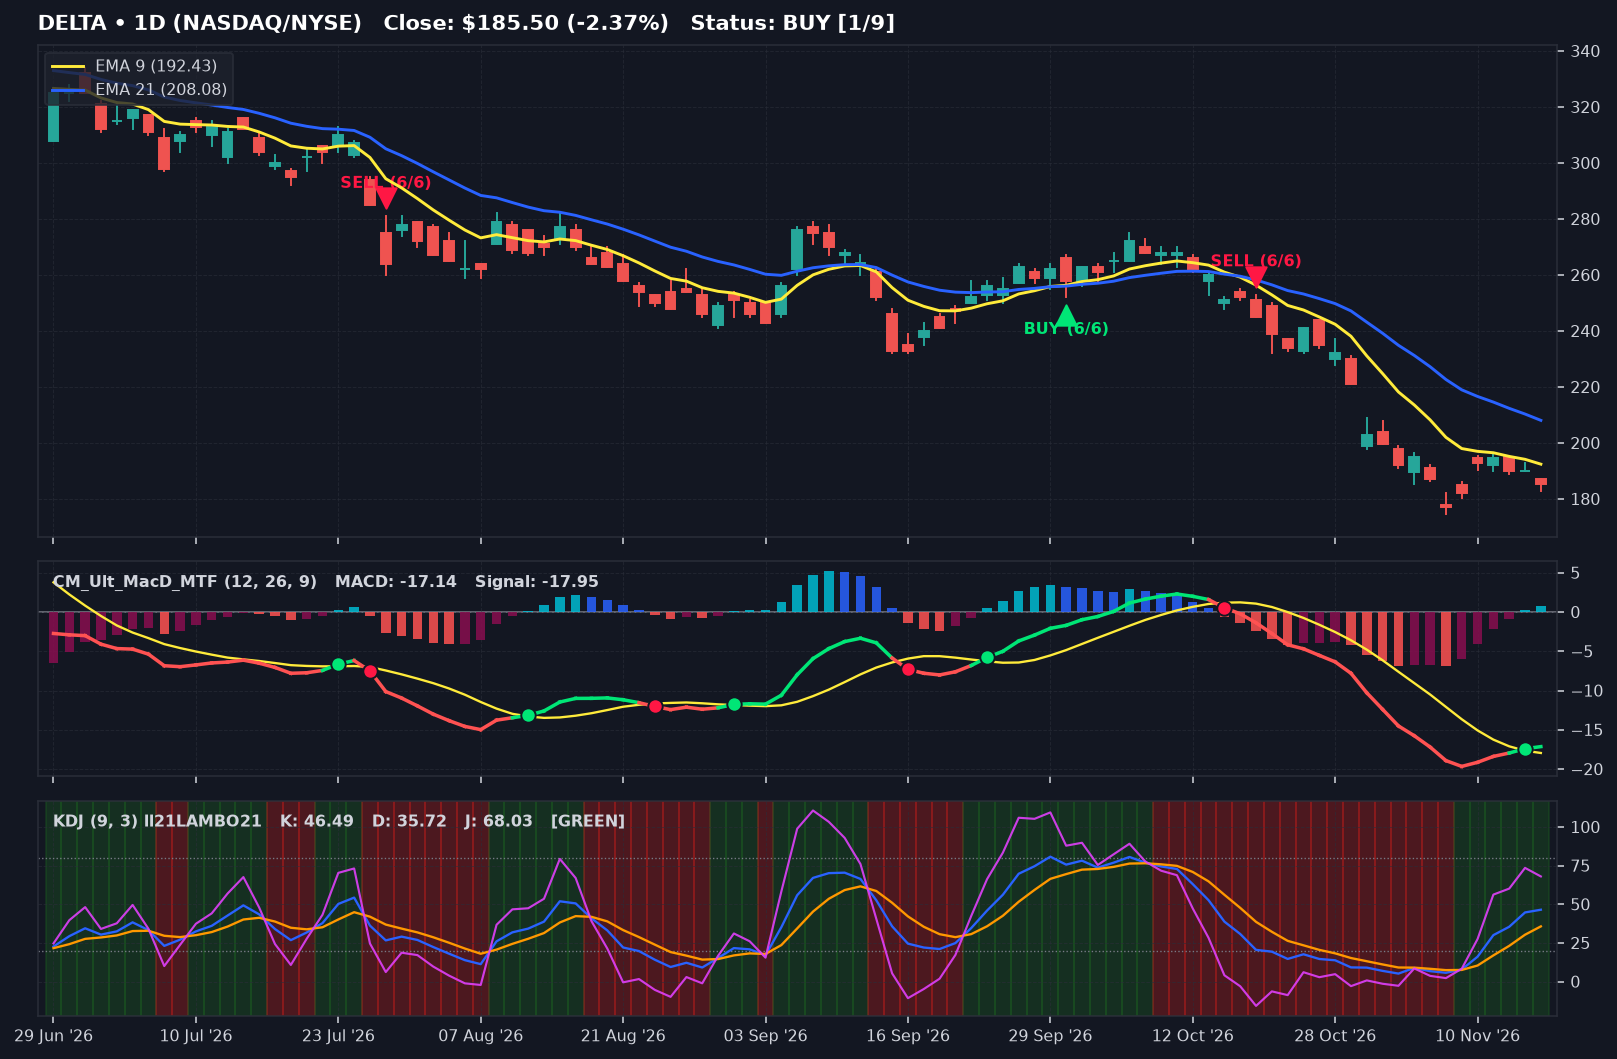 DELTA • 1D (NASDAQ/NYSE)   Close: $185.50 (-2.37%)   Status: BUY [1/9]
EMA 9 (192.43)
EMA 21 (208.08)
SELL (6/6)
SELL (6/6)
BUY (6/6)
340
320
300
280
260
240
220
200
180
CM_Ult_MacD_MTF (12, 26, 9)   MACD: -17.14   Signal: -17.95
5
0
−5
−10
−15
−20
KDJ (9, 3) II21LAMBO21   K: 46.49   D: 35.72   J: 68.03   [GREEN]
100
75
50
25
0
29 Jun '26
10 Jul '26
23 Jul '26
07 Aug '26
21 Aug '26
03 Sep '26
16 Sep '26
29 Sep '26
12 Oct '26
28 Oct '26
10 Nov '26